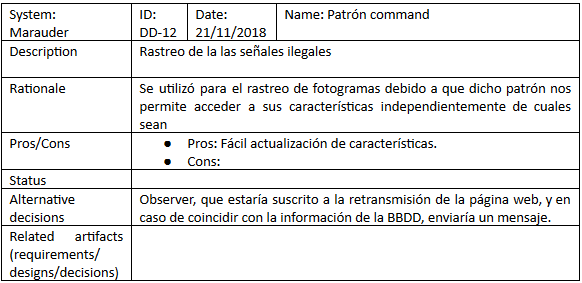 System: ID: Date: Name: Patrón command
Marauder DD-12 21/11/2018
Description Rastreo de la las señales ilegales
Rationale Se utilizó para el rastreo de fotogramas debido a que dicho patrón nos
permite acceder a sus características independientemente de cuales
sean
Pros/Cons ● Pros: Fácil actualización de características.
● Cons:
Status
Alternative Observer, que estaría suscrito a la retransmisión de la página web, y en
decisions caso de coincidir con la información de la BBDD, enviaría un mensaje.
Related artifacts
(requirements/
designs/decisions)